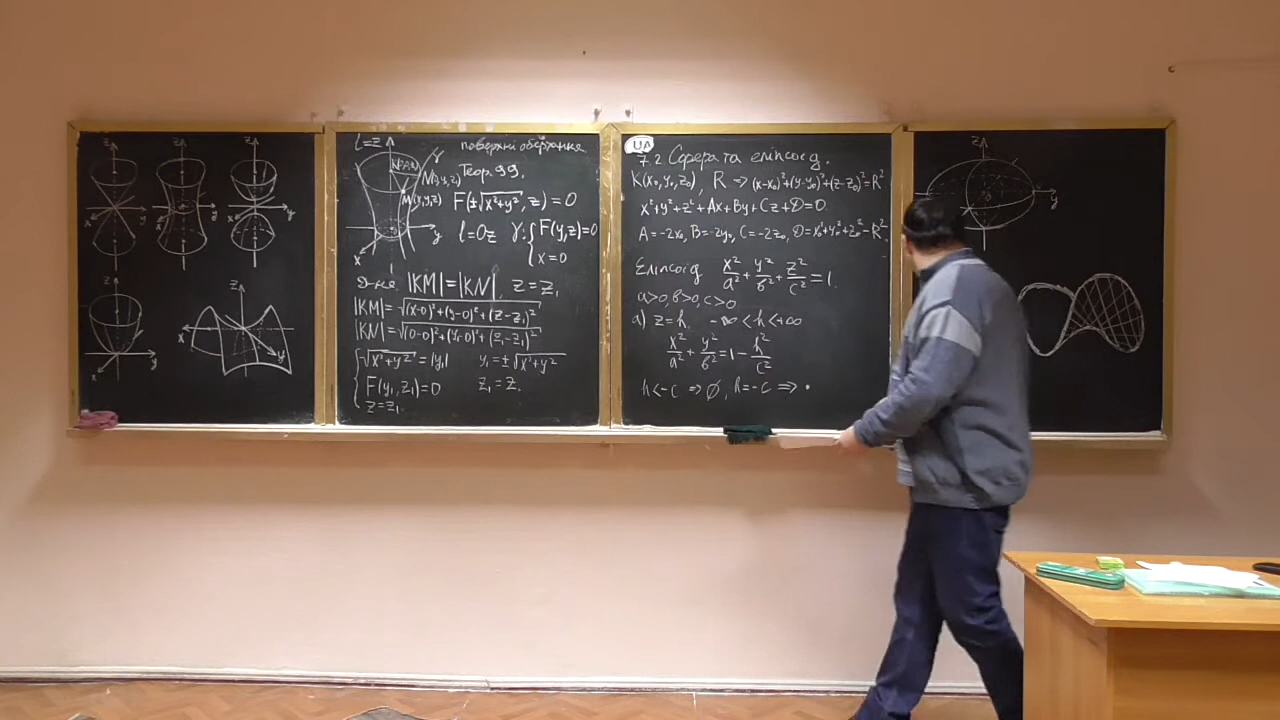 z
x
y
z
x
y
z
x
y
z
x
y
z
x
y
l=z
поверхні обертання
Теор. 99.
N(0,y₁,z₁)
M(x,y,z)
F(±√(x²+y²), z) = 0
l=Oz γ: { F(y,z)=0
x=0
y
x
|KM|=|KN|, z=z₁
|KM|=√((x-0)²+(y-0)²+(z-z₁)²)
|KN|=√((0-0)²+(y₁-0)²+(z₁-z₁)²)
√(x²+y²) = |y₁| y₁=±√(x²+y²)
F(y₁,z₁)=0 z₁=z.
z=z₁.
UA
7.2 Сфера та еліпсоїд.
K(x₀,y₀,z₀), R ⇒ (x-x₀)²+(y-y₀)²+(z-z₀)²=R²
x²+y²+z²+Ax+By+Cz+D=0
A=-2x₀, B=-2y₀, C=-2z₀, D=x₀²+y₀²+z₀²-R².
Еліпсоїд x²/a²+y²/b²+z²/c²=1.
a>0, b>0, c>0
a) z=h. -∞<h<+∞
x²/a²+y²/b²=1-h²/c²
h<-c ⇒ ∅, h=-c ⇒ •
z
y